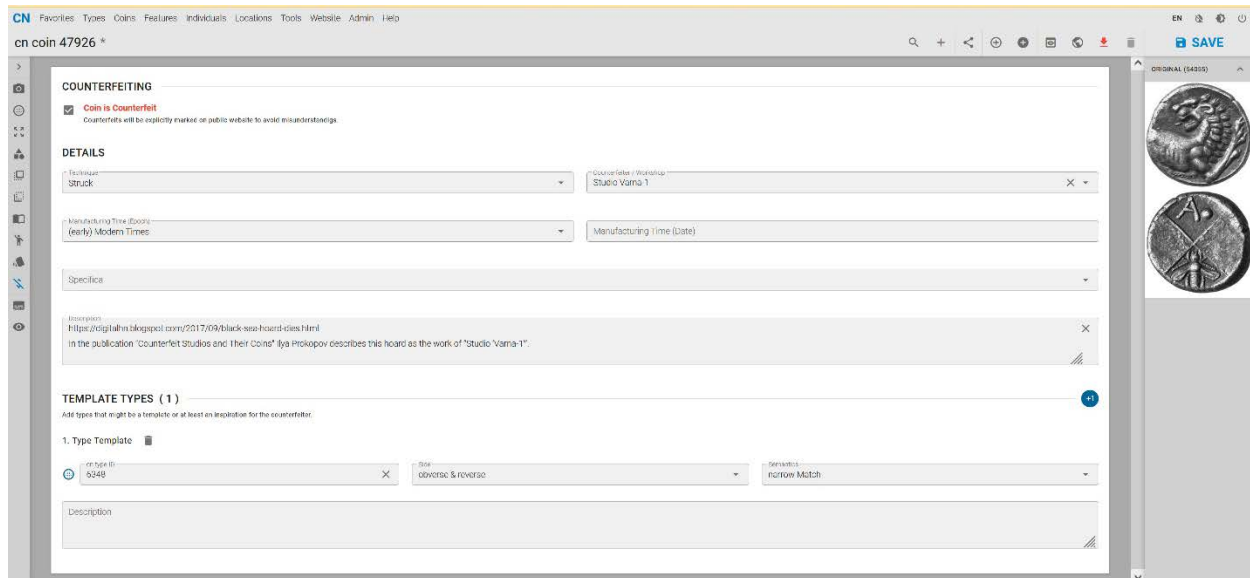 CN Favorites Types Coins Features Individuals Locations Tools Website Admin Help EN
cn coin 47926 * SAVE
ORIGINAL (54355)
COUNTERFEITING
Coin is Counterfeit
Counterfeits will be explicitly marked on public website to avoid misunderstandigs.
DETAILS
Technique
Struck
Counterfeiter / Workshop
Studio Varna-1
Manufacturing Time (Epoch)
(early) Modern Times
Manufacturing Time (Date)
Specifics
Description
https://digitalhn.blogspot.com/2017/09/black-sea-hoard-dies.html
In the publication "Counterfeit Studios and Their Coins" Ilya Prokopov describes this hoard as the work of "Studio 'Varna-1'".
TEMPLATE TYPES ( 1 )
+1
Add types that might be a template or at least an inspiration for the counterfeiter.
1. Type Template
cn type ID
5348
Side
obverse & reverse
Semantics
narrow Match
Description